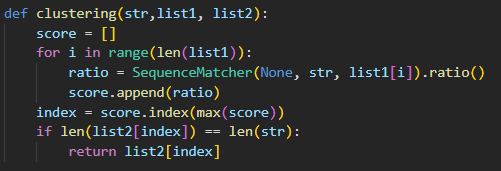 def clustering(str,list1, list2):
    score = []
    for i in range(len(list1)):
        ratio = SequenceMatcher(None, str, list1[i]).ratio()
        score.append(ratio)
    index = score.index(max(score))
    if len(list2[index]) == len(str):
        return list2[index]